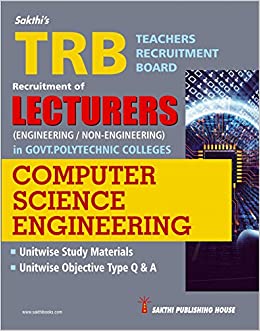 Sakthi's
TRB
TEACHERS
RECRUITMENT
BOARD
Recruitment of
LECTURERS
(ENGINEERING / NON-ENGINEERING)
in GOVT.POLYTECHNIC COLLEGES
COMPUTER
SCIENCE
ENGINEERING
Unitwise Study Materials
Unitwise Objective Type Q & A
www.sakthibooks.com
SAKTHI PUBLISHING HOUSE